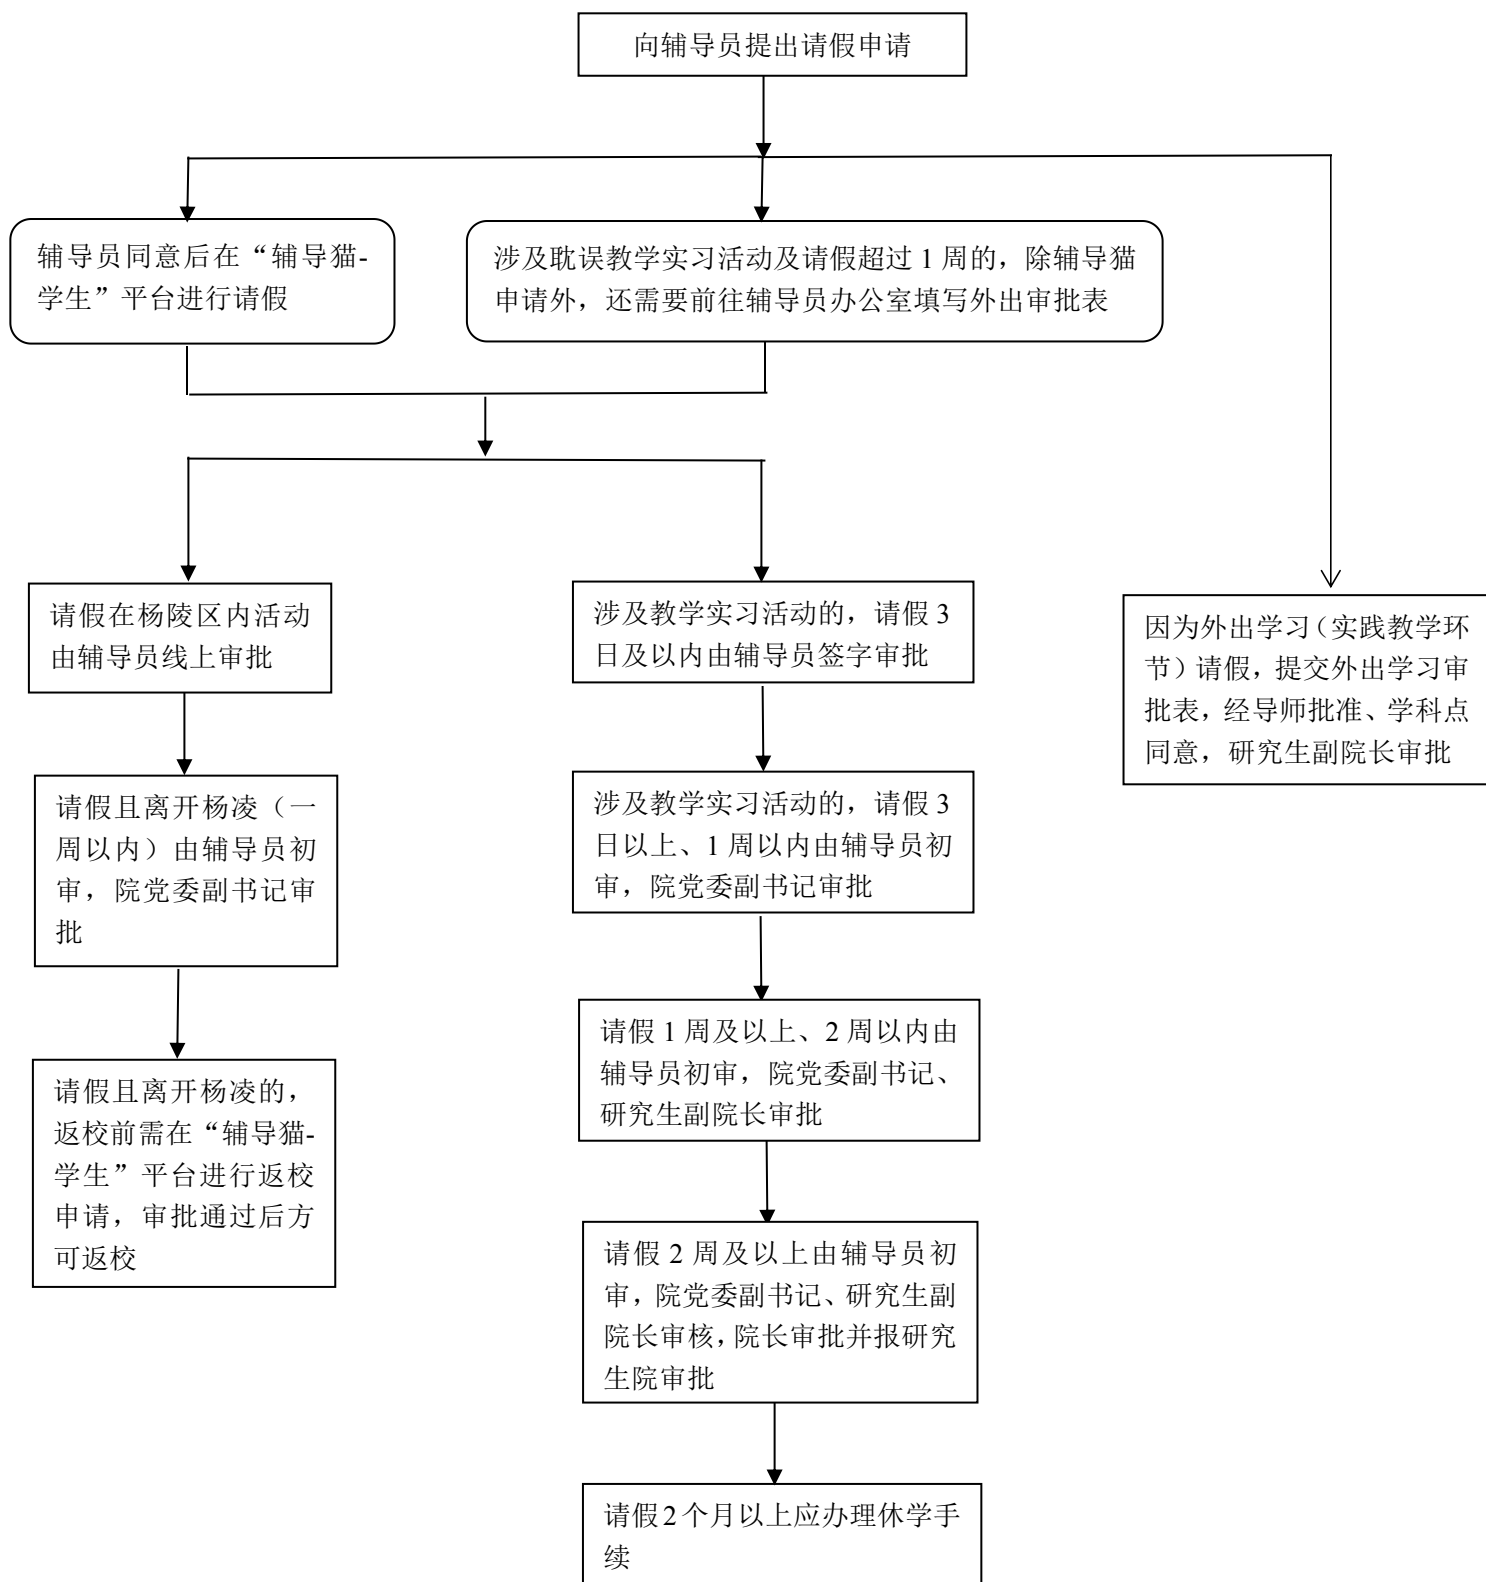 向辅导员提出请假申请
辅导员同意后在“辅导猫-
学生”平台进行请假
涉及耽误教学实习活动及请假超过 1 周的，除辅导猫
申请外，还需要前往辅导员办公室填写外出审批表
请假在杨陵区内活动
由辅导员线上审批
涉及教学实习活动的，请假 3
日及以内由辅导员签字审批
因为外出学习（实践教学环
节）请假，提交外出学习审
批表，经导师批准、学科点
同意，研究生副院长审批
请假且离开杨凌（一
周以内）由辅导员初
审，院党委副书记审
批
涉及教学实习活动的，请假 3
日以上、1 周以内由辅导员初
审，院党委副书记审批
请假 1 周及以上、2 周以内由
辅导员初审，院党委副书记、
研究生副院长审批
请假且离开杨凌的，
返校前需在“辅导猫-
学生”平台进行返校
申请，审批通过后方
可返校
请假 2 周及以上由辅导员初
审，院党委副书记、研究生副
院长审核，院长审批并报研究
生院审批
请假 2 个月以上应办理休学手
续